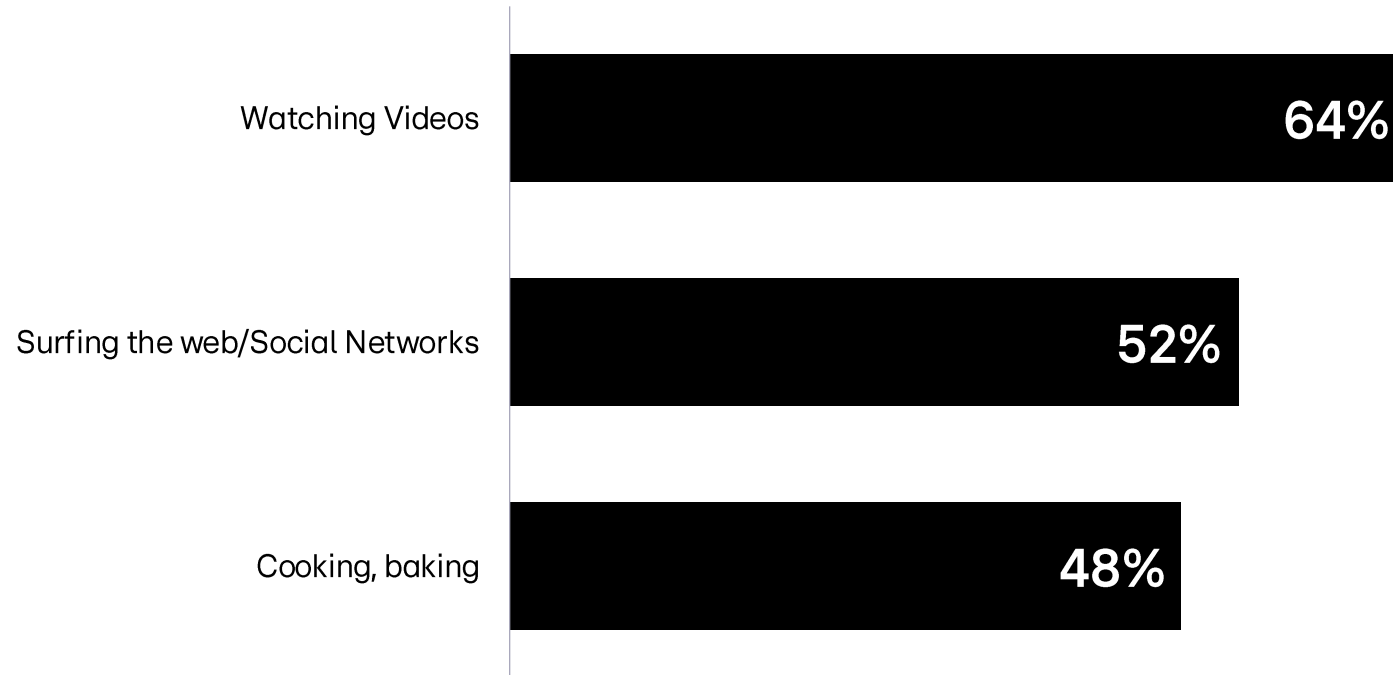 Watching Videos 64%
Surfing the web/Social Networks 52%
Cooking, baking 48%